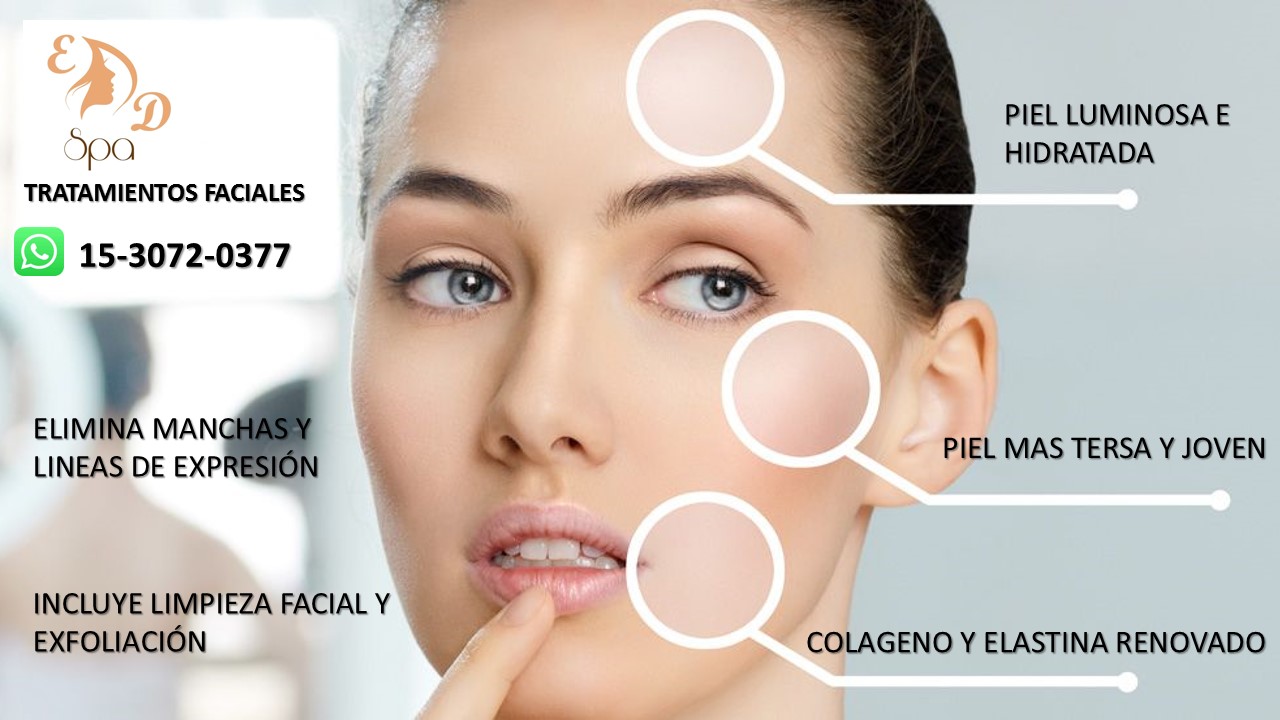 E D
Spa
TRATAMIENTOS FACIALES
15-3072-0377
ELIMINA MANCHAS Y
LINEAS DE EXPRESIÓN
INCLUYE LIMPIEZA FACIAL Y
EXFOLIACIÓN
PIEL LUMINOSA E
HIDRATADA
PIEL MAS TERSA Y JOVEN
COLAGENO Y ELASTINA RENOVADO